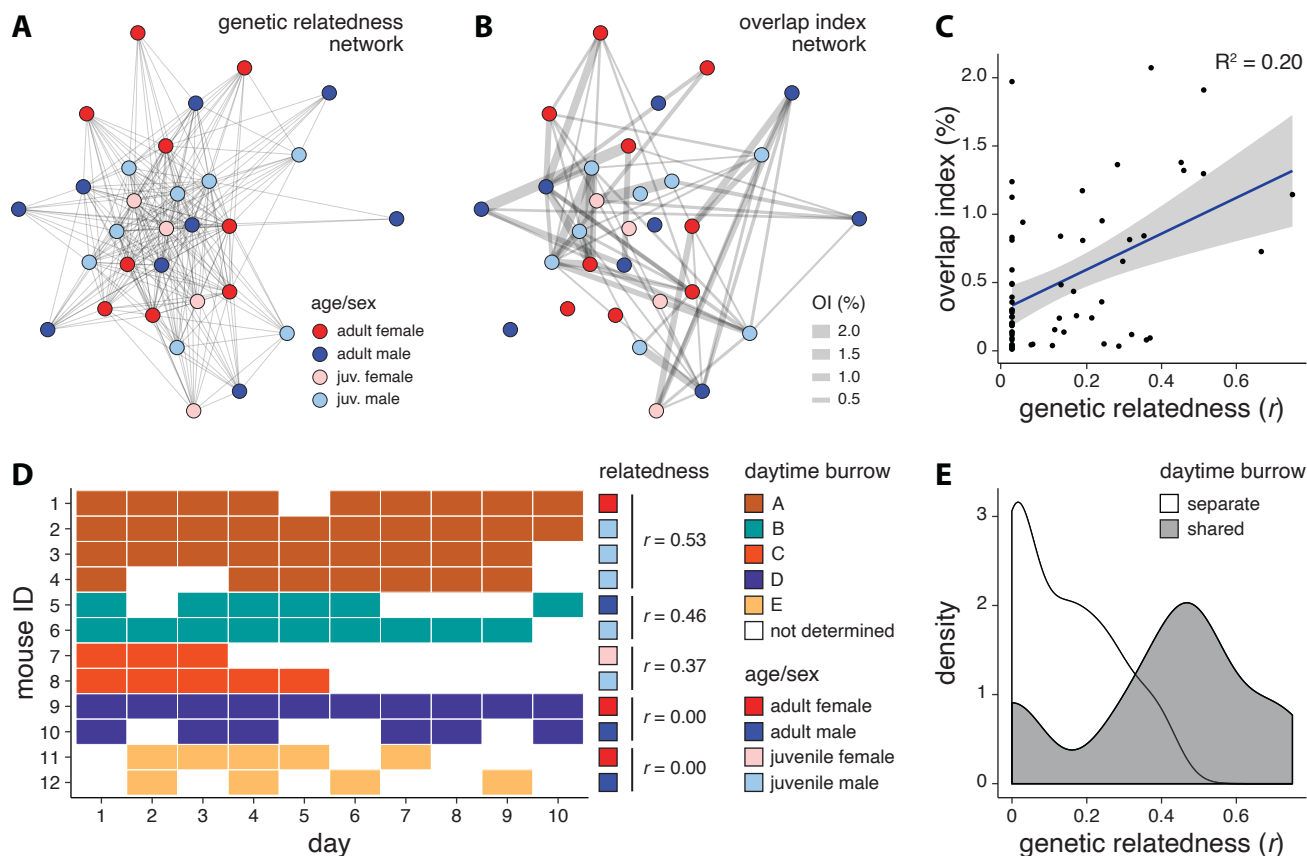 A
genetic relatedness
network
age/sex
adult female
adult male
juv. female
juv. male
B
overlap index
network
OI (%)
2.0
1.5
1.0
0.5
C
R² = 0.20
overlap index (%)
2.0
1.5
1.0
0.5
0
0 0.2 0.4 0.6
genetic relatedness (r)
D
mouse ID
1
2
3
4
5
6
7
8
9
10
11
12
1 2 3 4 5 6 7 8 9 10
day
relatedness
r = 0.53
r = 0.46
r = 0.37
r = 0.00
r = 0.00
daytime burrow
A
B
C
D
E
not determined
age/sex
adult female
adult male
juvenile female
juvenile male
E
daytime burrow
separate
shared
density
3
2
1
0
0 0.2 0.4 0.6
genetic relatedness (r)